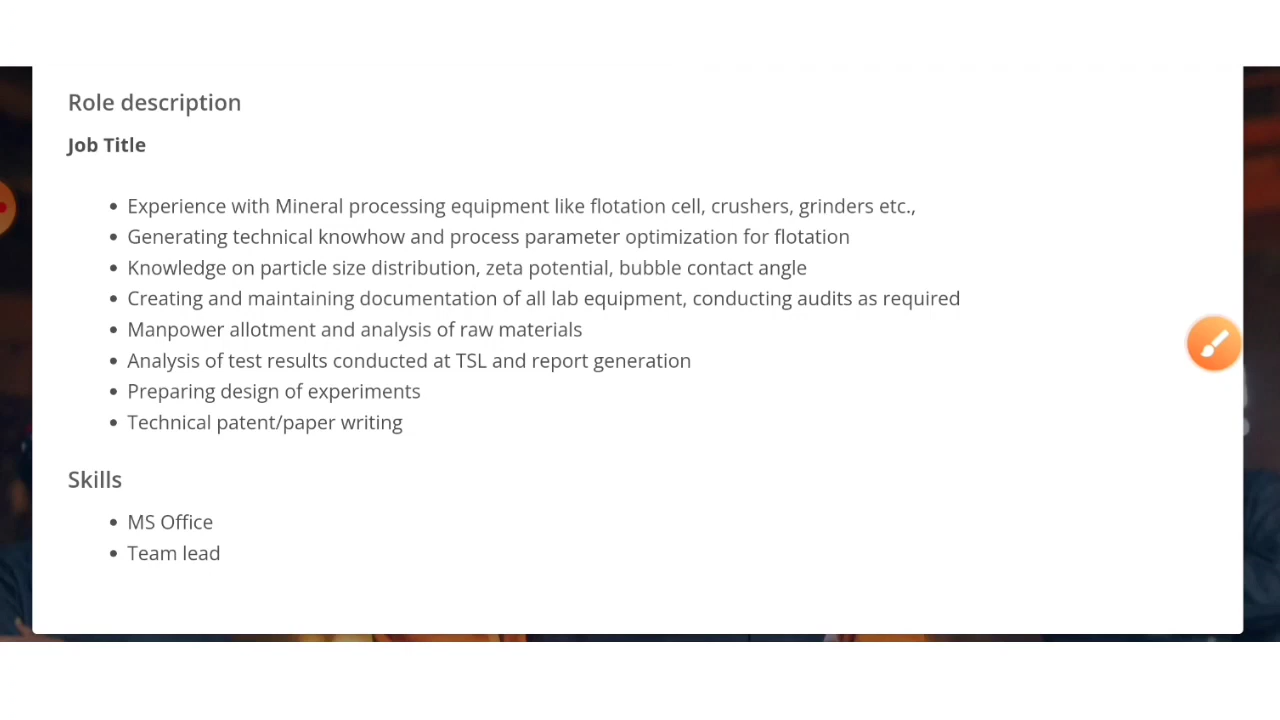 Role description
Job Title
• Experience with Mineral processing equipment like flotation cell, crushers, grinders etc.,
• Generating technical knowhow and process parameter optimization for flotation
• Knowledge on particle size distribution, zeta potential, bubble contact angle
• Creating and maintaining documentation of all lab equipment, conducting audits as required
• Manpower allotment and analysis of raw materials
• Analysis of test results conducted at TSL and report generation
• Preparing design of experiments
• Technical patent/paper writing
Skills
• MS Office
• Team lead